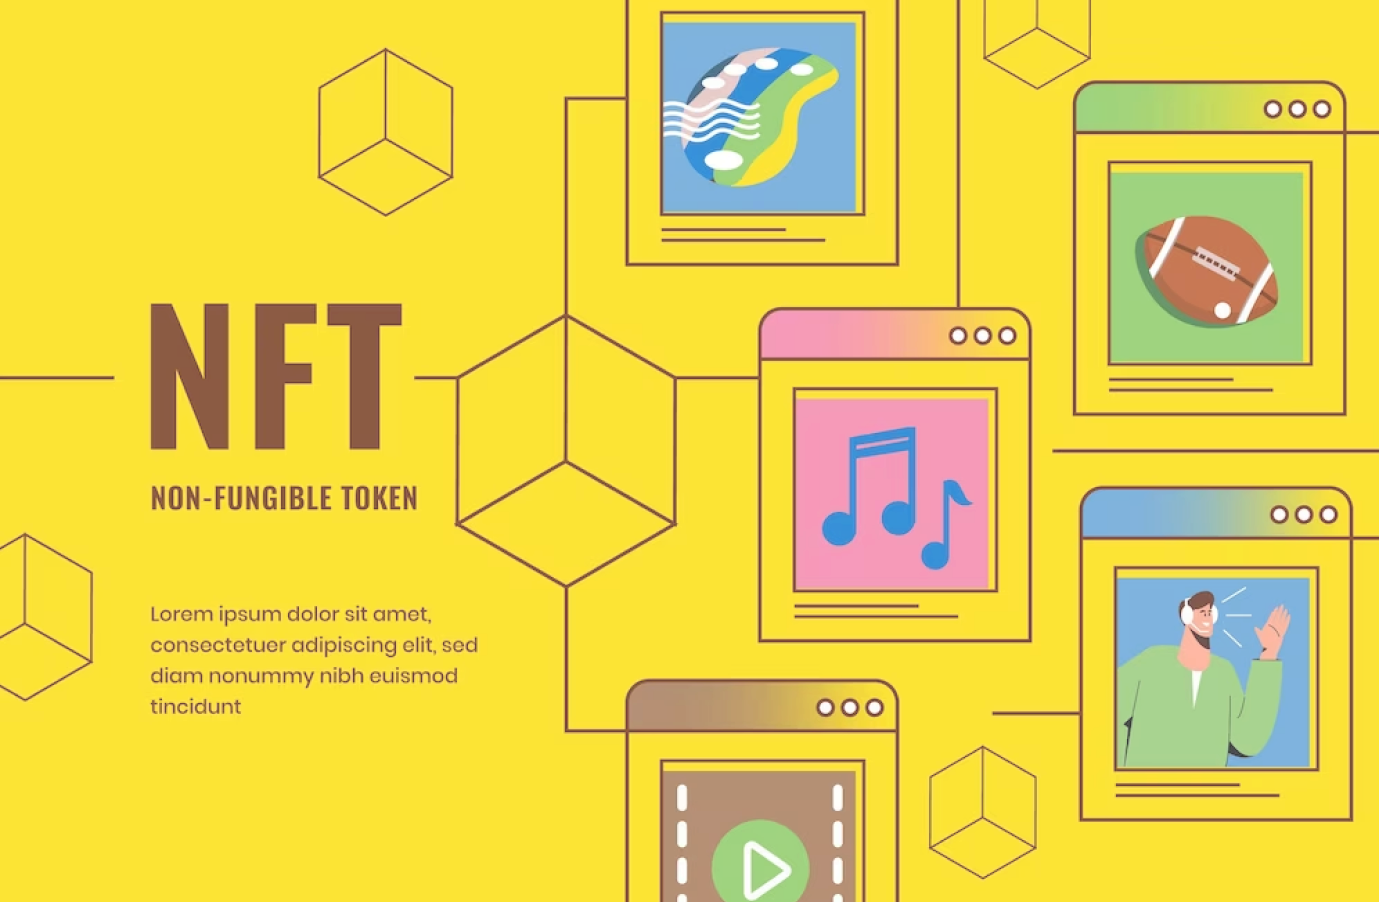 NFT
NON-FUNGIBLE TOKEN
Lorem ipsum dolor sit amet,
consectetuer adipiscing elit, sed
diam nonummy nibh euismod
tincidunt